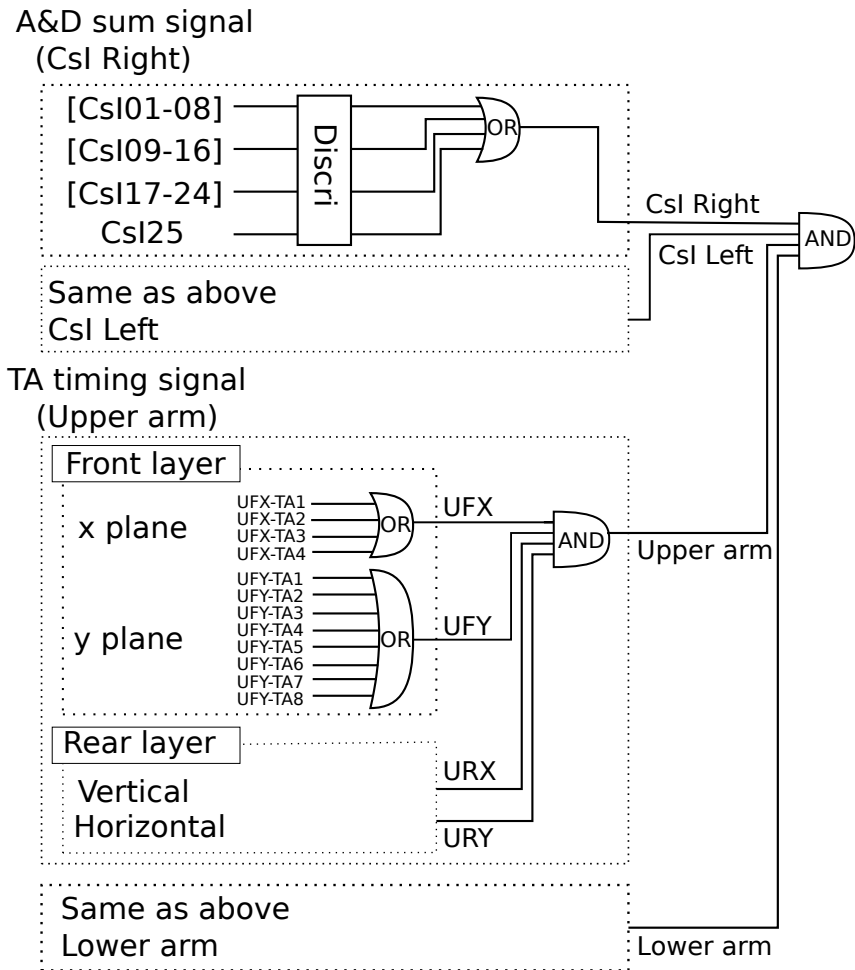 A&D sum signal
(CsI Right)
[CsI01-08]
[CsI09-16]
[CsI17-24]
CsI25
Discri
OR
CsI Right
CsI Left
AND
Same as above
CsI Left
TA timing signal
(Upper arm)
Front layer
x plane
UFX-TA1
UFX-TA2
UFX-TA3
UFX-TA4
OR
UFX
AND
Upper arm
y plane
UFY-TA1
UFY-TA2
UFY-TA3
UFY-TA4
UFY-TA5
UFY-TA6
UFY-TA7
UFY-TA8
OR
UFY
Rear layer
Vertical
Horizontal
URX
URY
Same as above
Lower arm
Lower arm